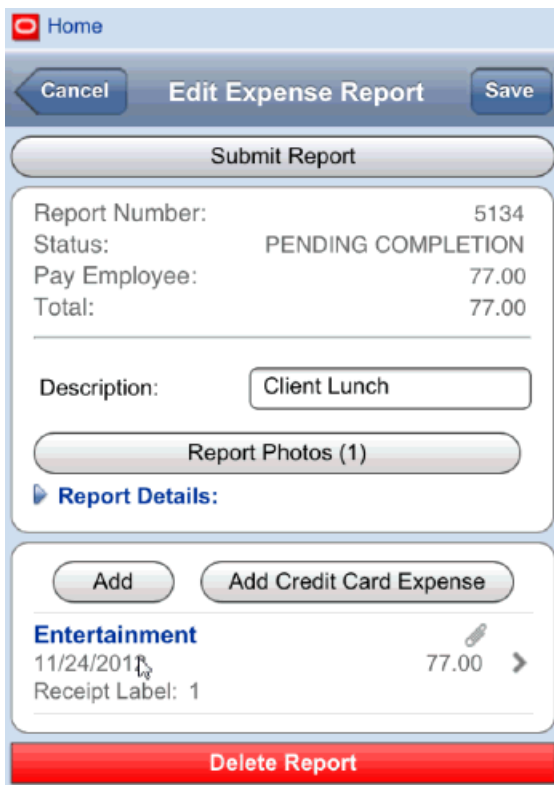 Home
Cancel Edit Expense Report Save
Submit Report
Report Number: 5134
Status: PENDING COMPLETION
Pay Employee: 77.00
Total: 77.00
Description: Client Lunch
Report Photos (1)
Report Details:
Add Add Credit Card Expense
Entertainment
77.00
Receipt Label: 1
Delete Report